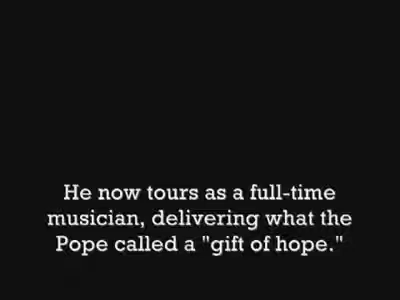 He now tours as a full-time
musician, delivering what the
Pope called a "gift of hope."